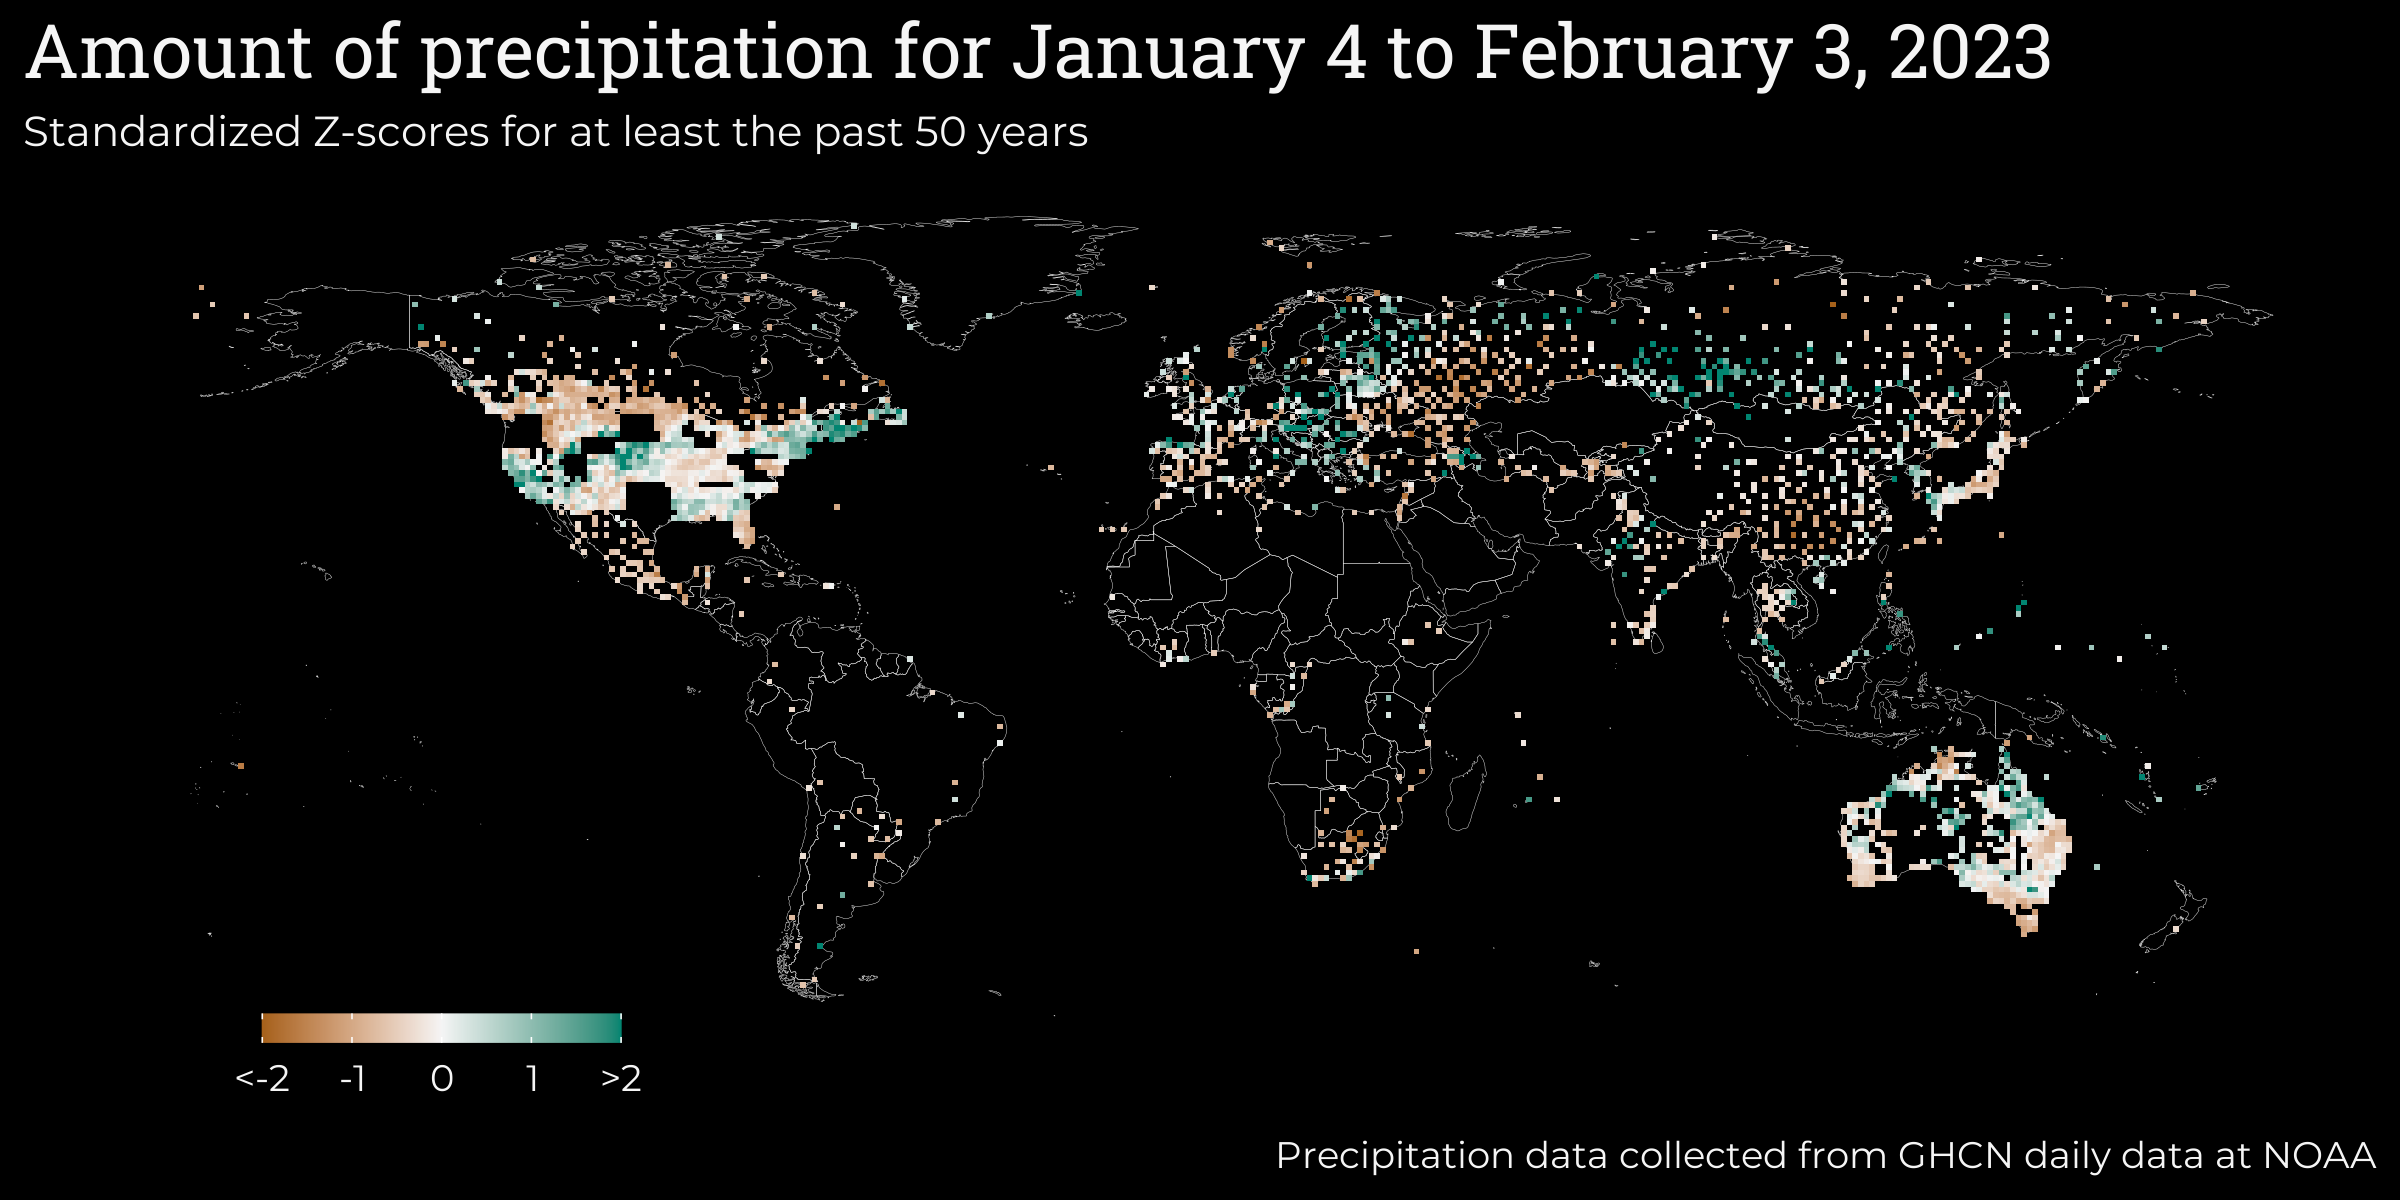 Amount of precipitation for January 4 to February 3, 2023
Standardized Z-scores for at least the past 50 years
<-2 -1 0 1 >2
Precipitation data collected from GHCN daily data at NOAA